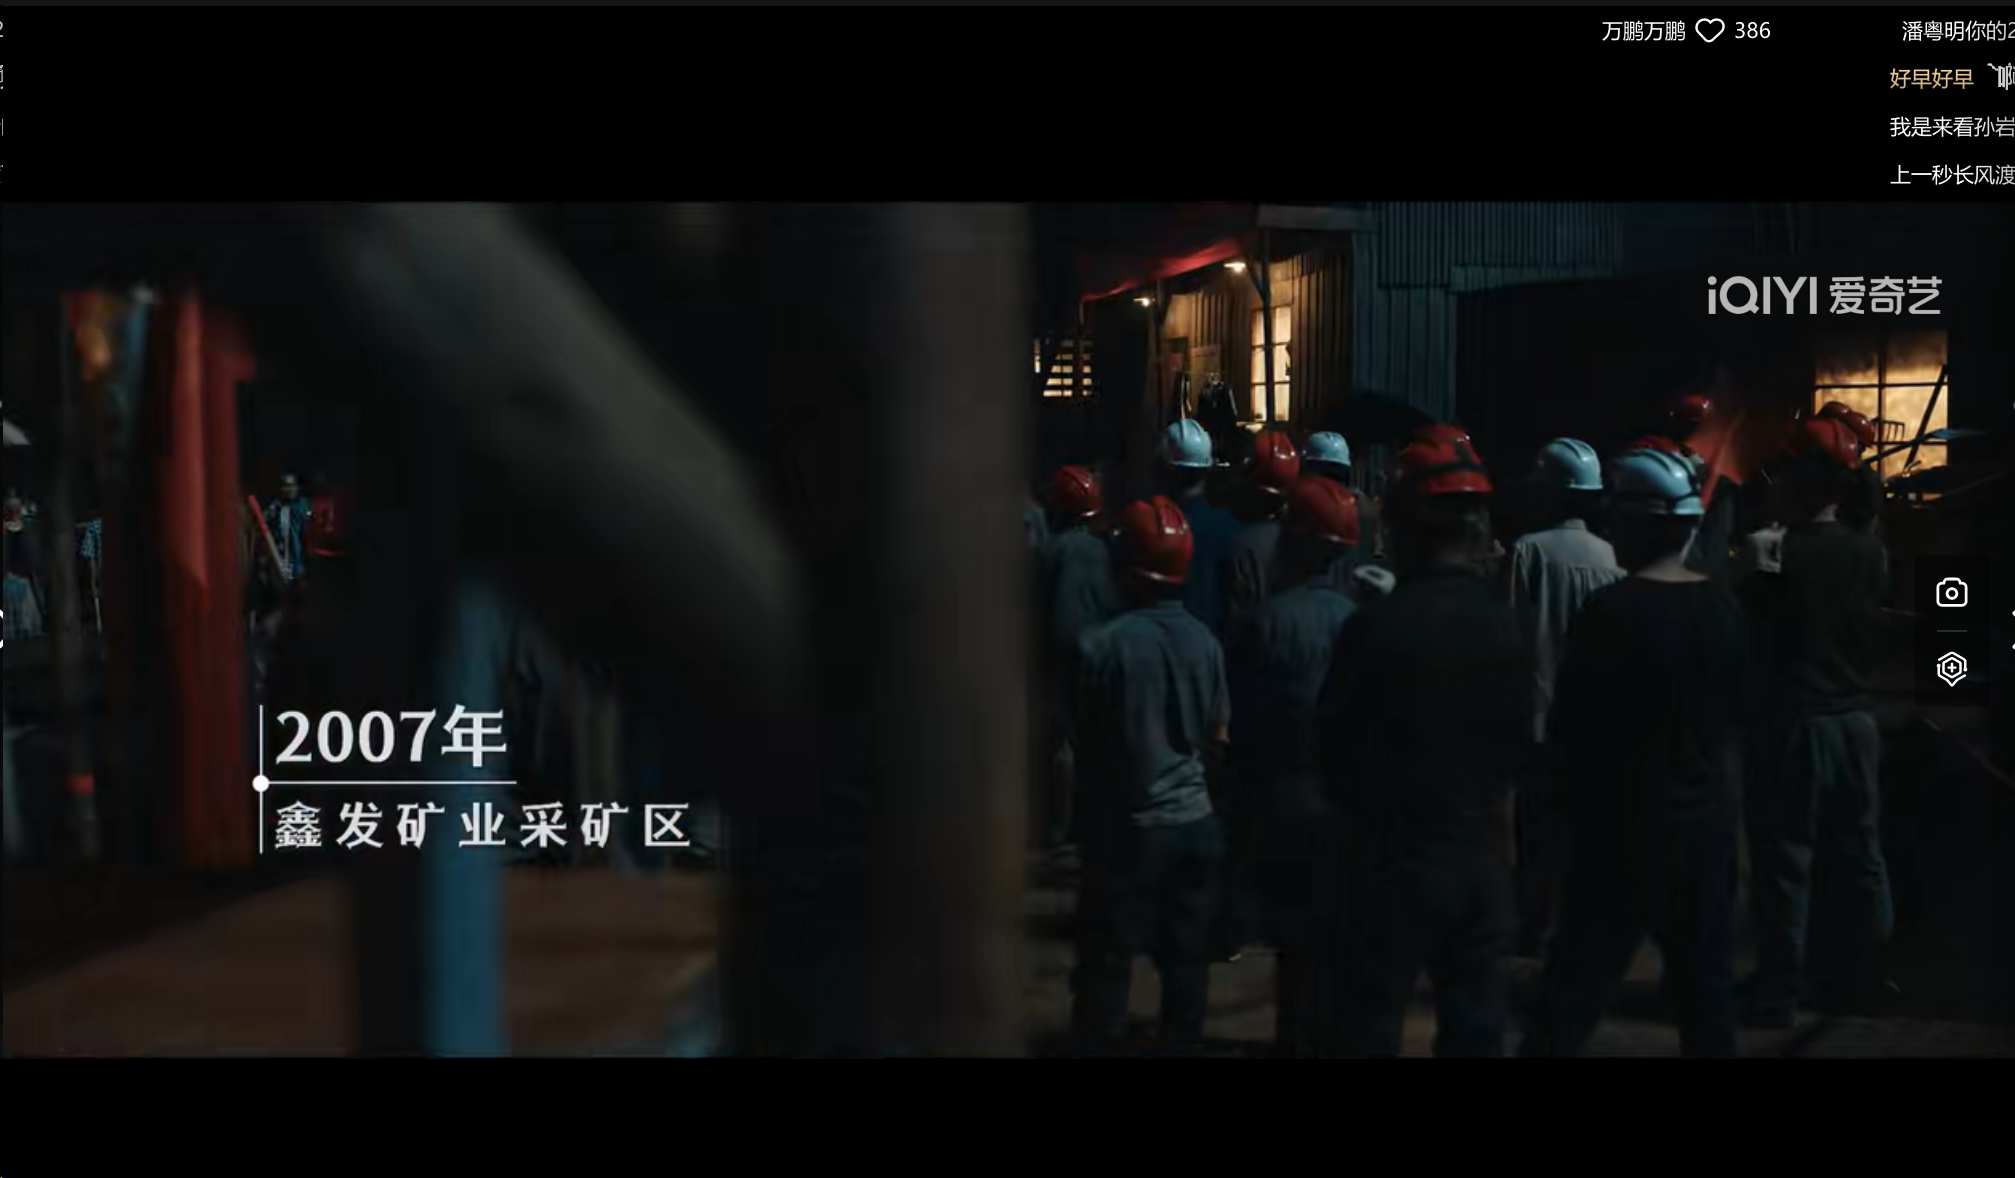 万鹏万鹏 386
潘粤明你的2
好早好早
我是来看孙岩
上一秒长风渡
iQIYI 爱奇艺
2007年
鑫发矿业采矿区